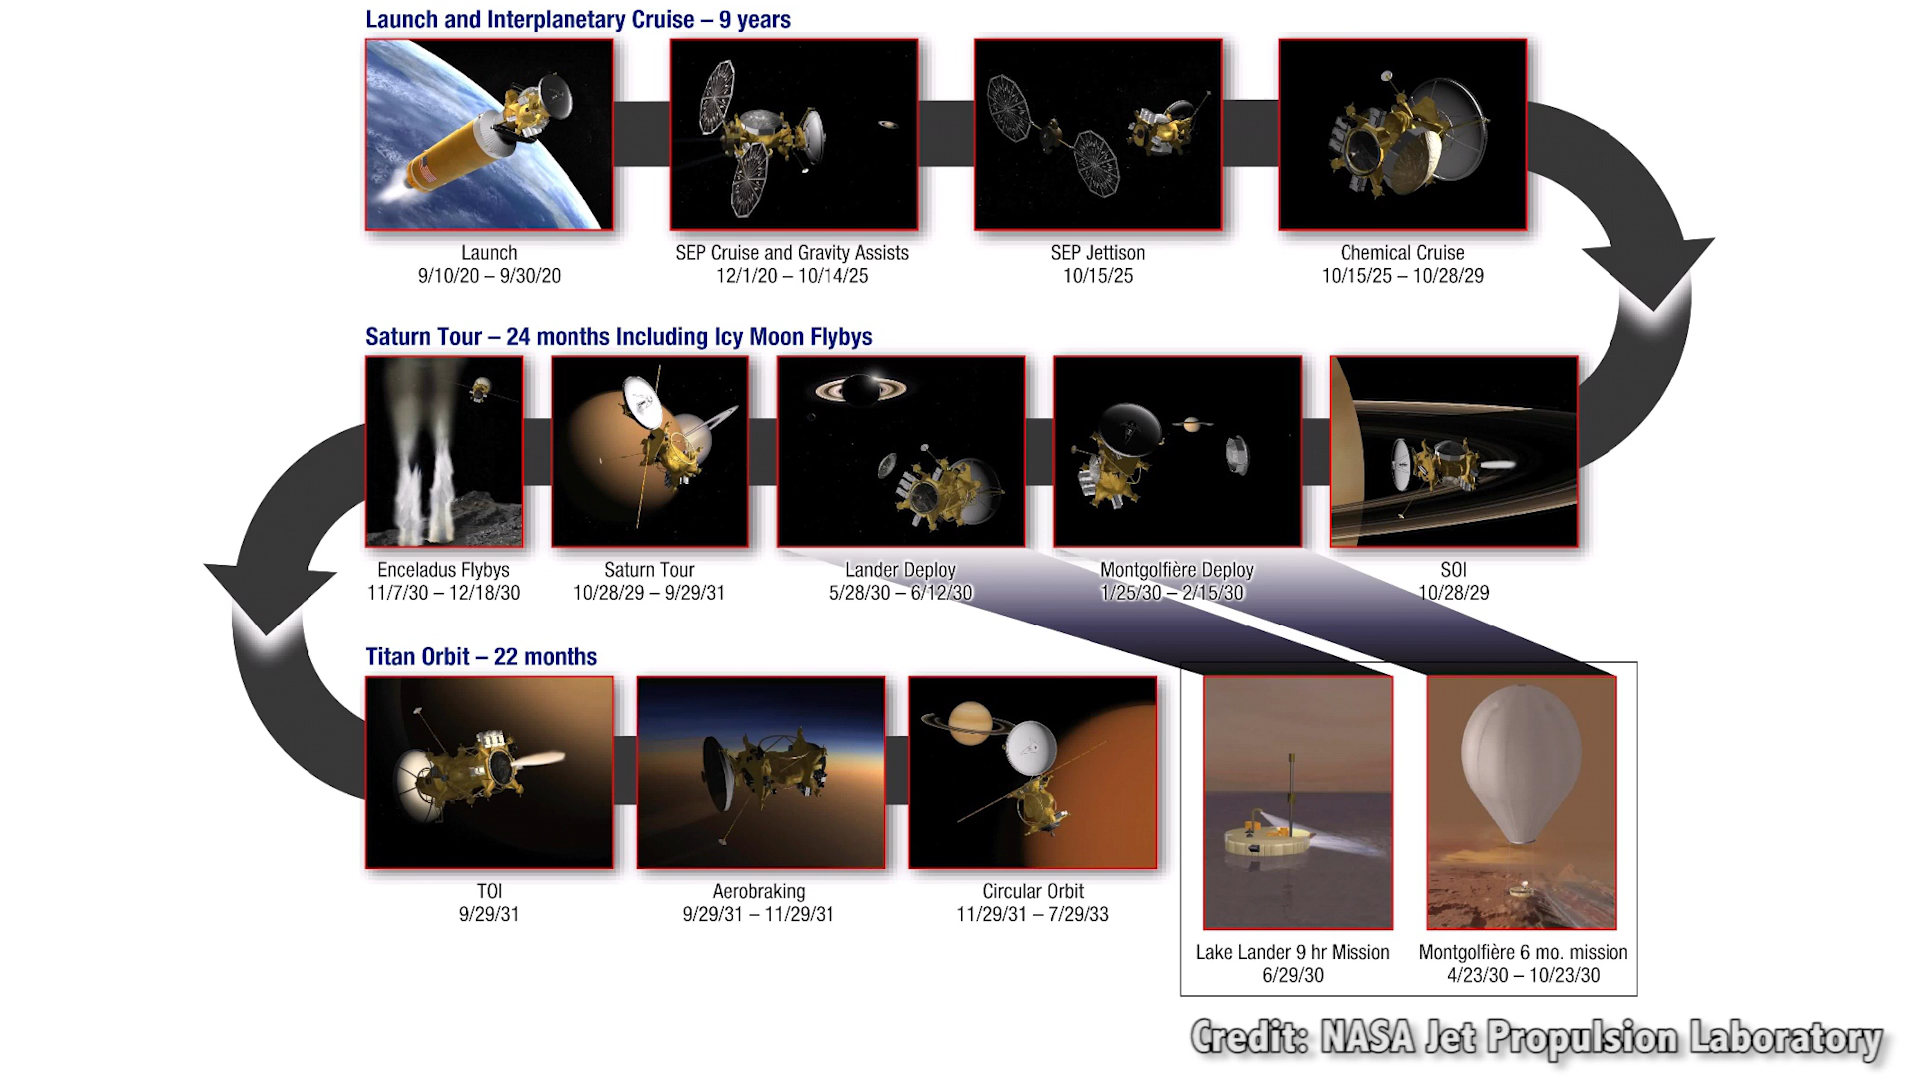 Launch and Interplanetary Cruise – 9 years
Launch
9/10/20 – 9/30/20
SEP Cruise and Gravity Assists
12/1/20 – 10/14/25
SEP Jettison
10/15/25
Chemical Cruise
10/15/25 – 10/28/29
Saturn Tour – 24 months Including Icy Moon Flybys
Enceladus Flybys
11/7/30 – 12/18/30
Saturn Tour
10/28/29 – 9/29/31
Lander Deploy
5/28/30 – 6/12/30
Montgolfière Deploy
1/25/30 – 2/15/30
SOI
10/28/29
Titan Orbit – 22 months
TOI
9/29/31
Aerobraking
9/29/31 – 11/29/31
Circular Orbit
11/29/31 – 7/29/33
Lake Lander 9 hr Mission
6/29/30
Montgolfière 6 mo. mission
4/23/30 – 10/23/30
Credit: NASA Jet Propulsion Laboratory